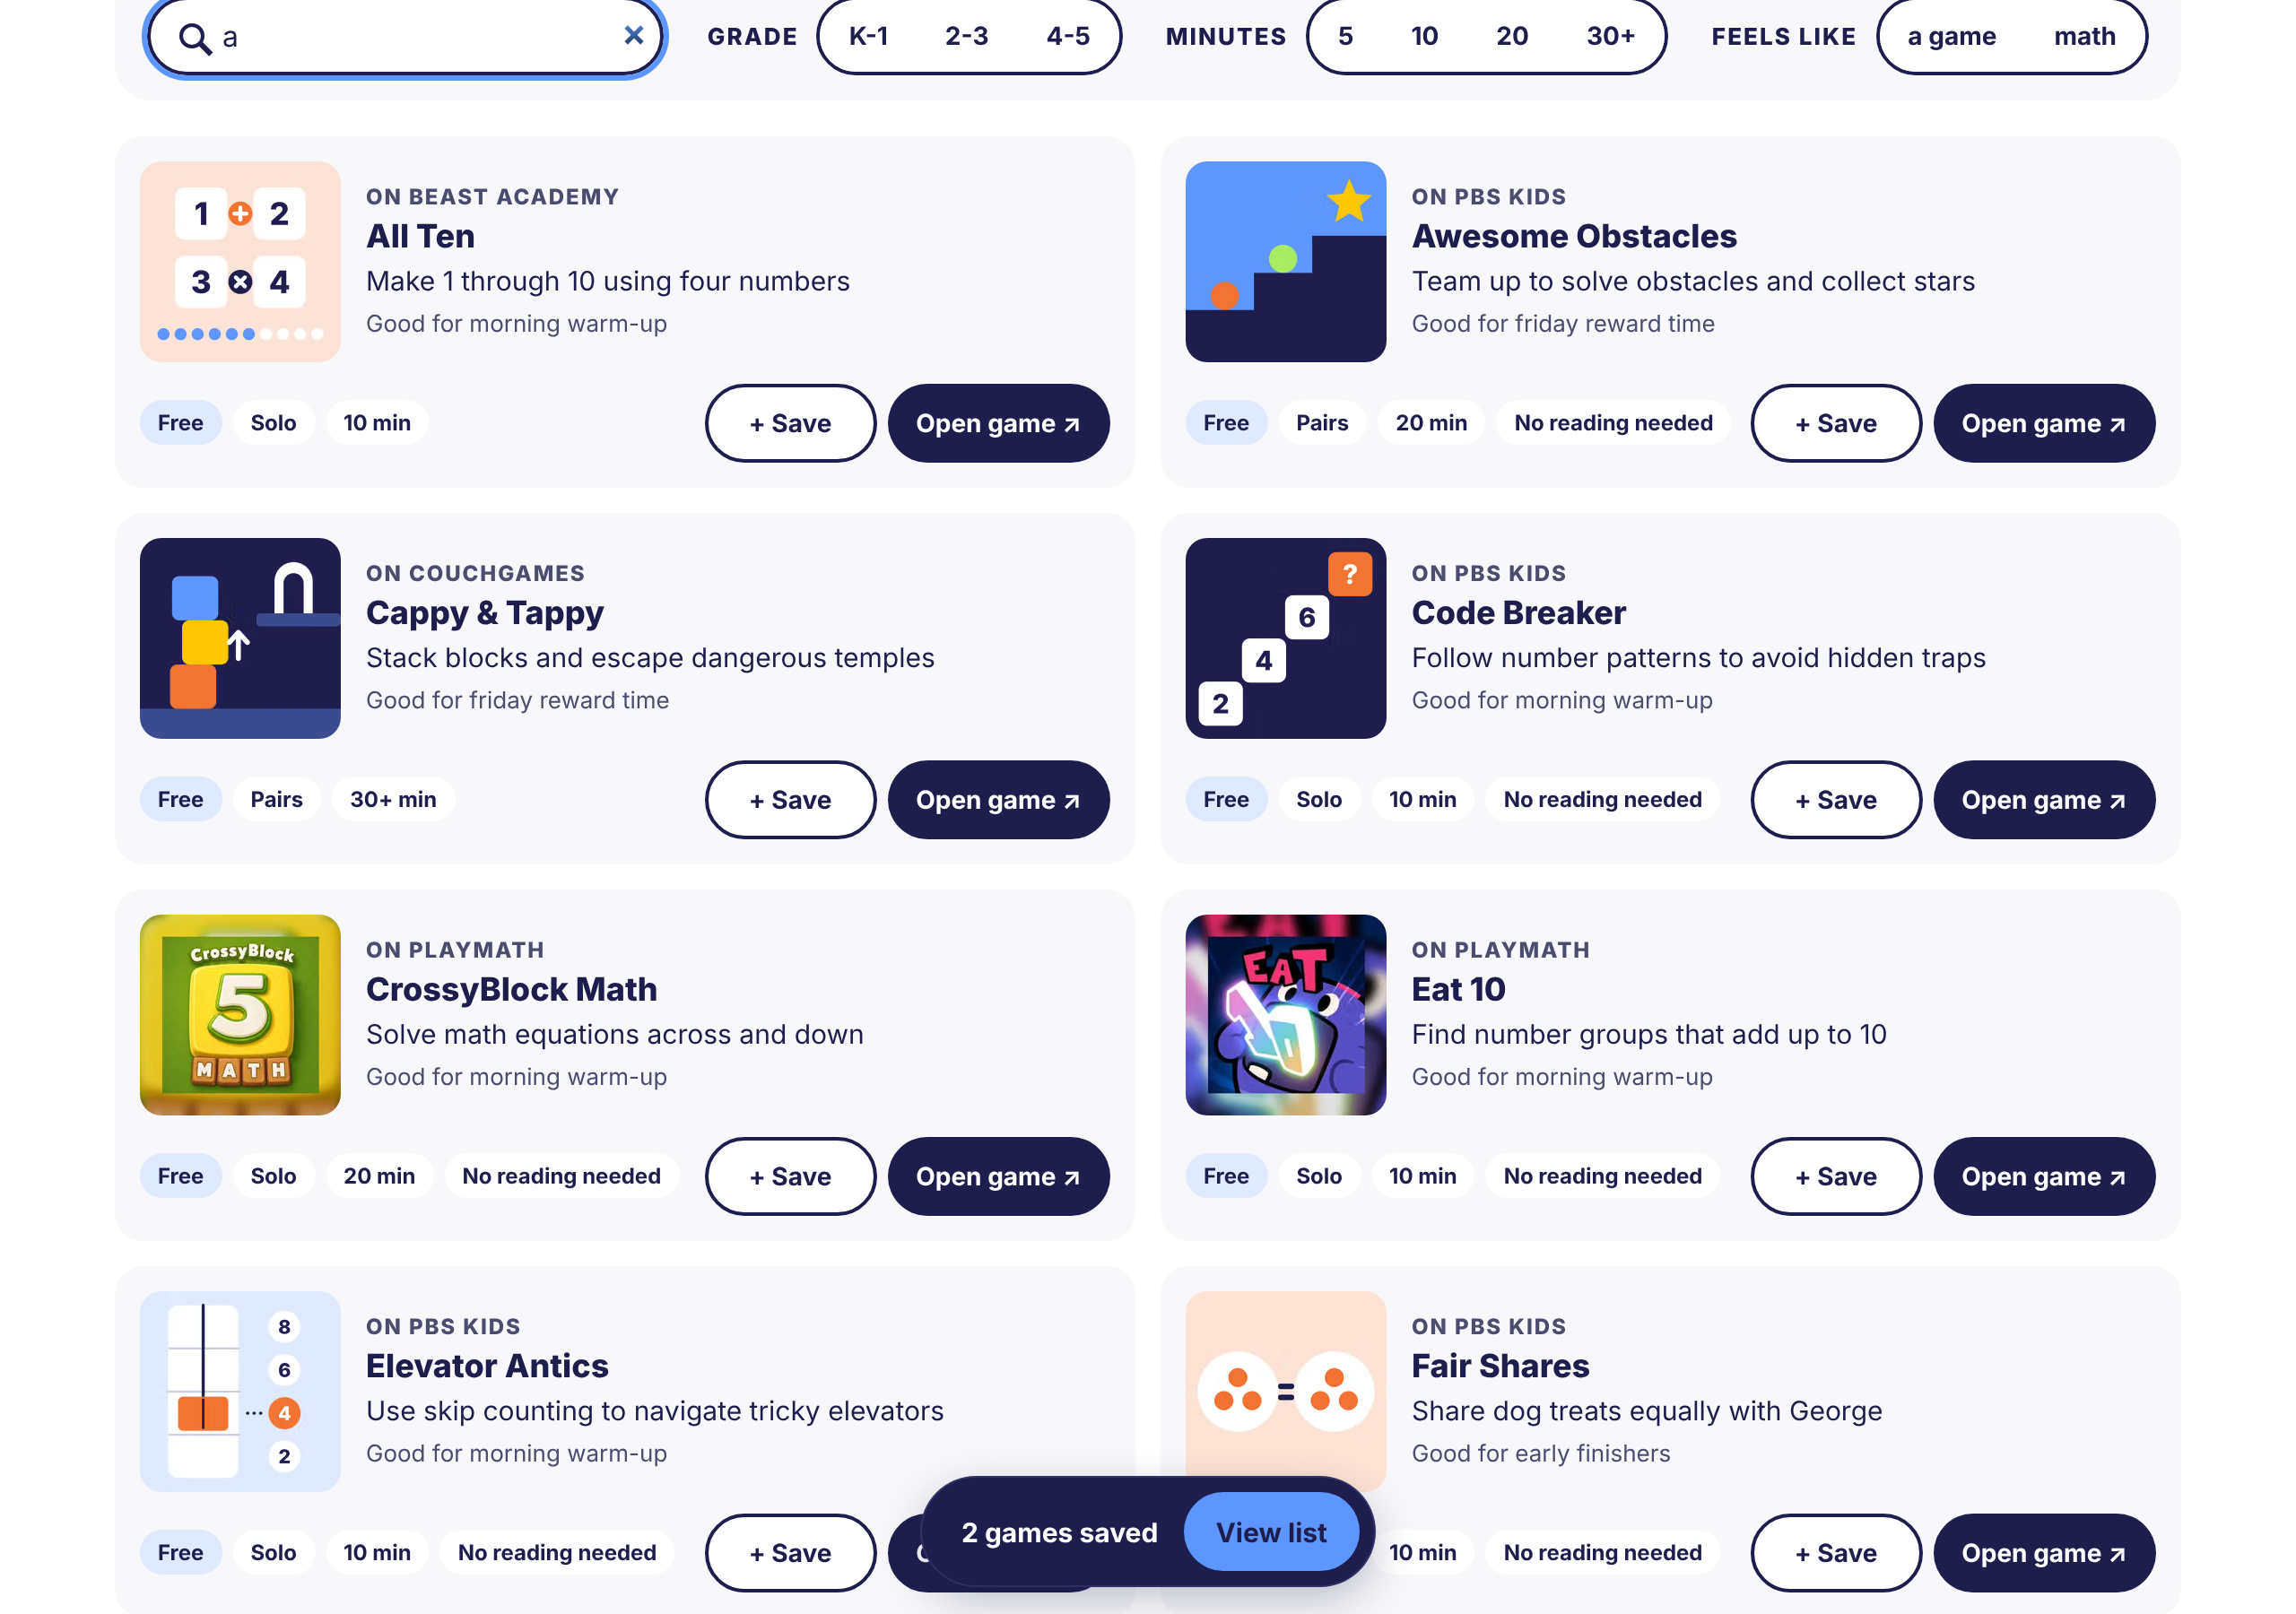 a ×
GRADE K-1 2-3 4-5 MINUTES 5 10 20 30+ FEELS LIKE a game math
1 + 2
3 × 4
ON BEAST ACADEMY
All Ten
Make 1 through 10 using four numbers
Good for morning warm-up
Free Solo 10 min + Save Open game ↗
ON PBS KIDS
Awesome Obstacles
Team up to solve obstacles and collect stars
Good for friday reward time
Free Pairs 20 min No reading needed + Save Open game ↗
ON COUCHGAMES
Cappy & Tappy
Stack blocks and escape dangerous temples
Good for friday reward time
Free Pairs 30+ min + Save Open game ↗
?
6
4
2
ON PBS KIDS
Code Breaker
Follow number patterns to avoid hidden traps
Good for morning warm-up
Free Solo 10 min No reading needed + Save Open game ↗
CrossyBlock
5
MATH
ON PLAYMATH
CrossyBlock Math
Solve math equations across and down
Good for morning warm-up
Free Solo 20 min No reading needed + Save Open game ↗
EAT
ON PLAYMATH
Eat 10
Find number groups that add up to 10
Good for morning warm-up
Free Solo 10 min No reading needed + Save Open game ↗
8
6
... 4
2
ON PBS KIDS
Elevator Antics
Use skip counting to navigate tricky elevators
Good for morning warm-up
Free Solo 10 min No reading needed + Save
=
ON PBS KIDS
Fair Shares
Share dog treats equally with George
Good for early finishers
10 min No reading needed + Save Open game ↗
2 games saved View list